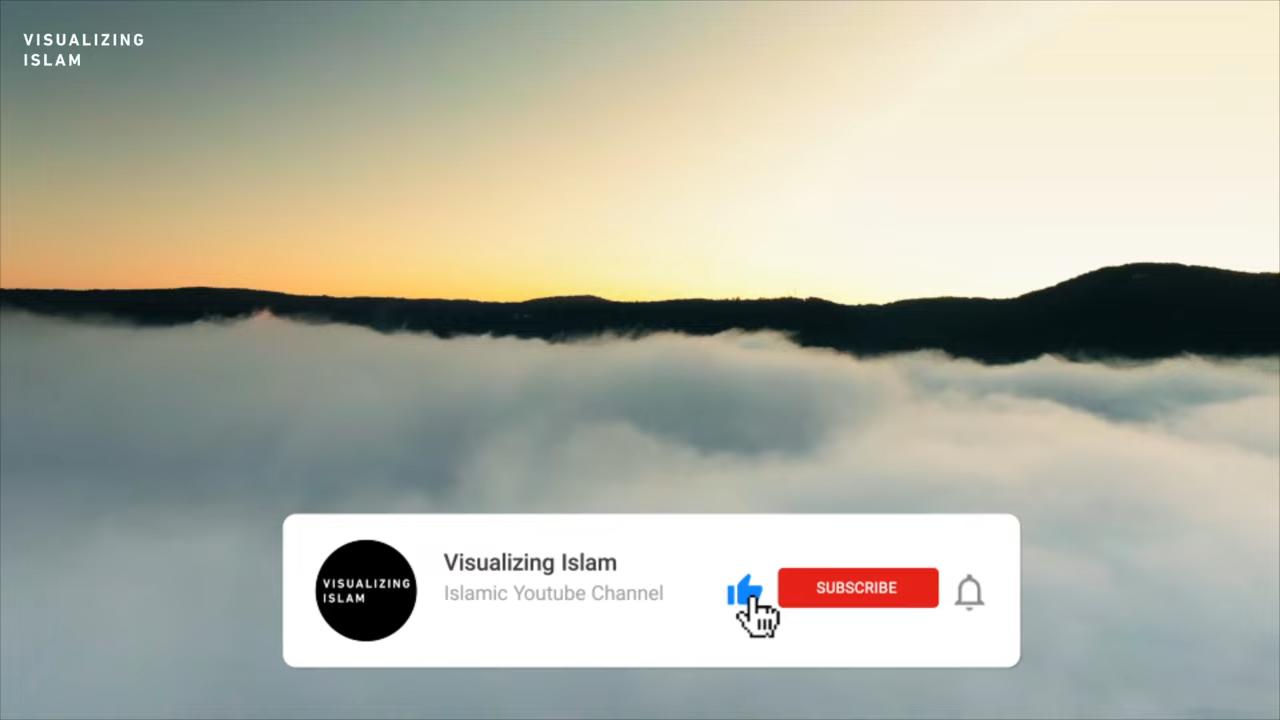 VISUALIZING
ISLAM
VISUALIZING
ISLAM
Visualizing Islam
Islamic Youtube Channel
SUBSCRIBE